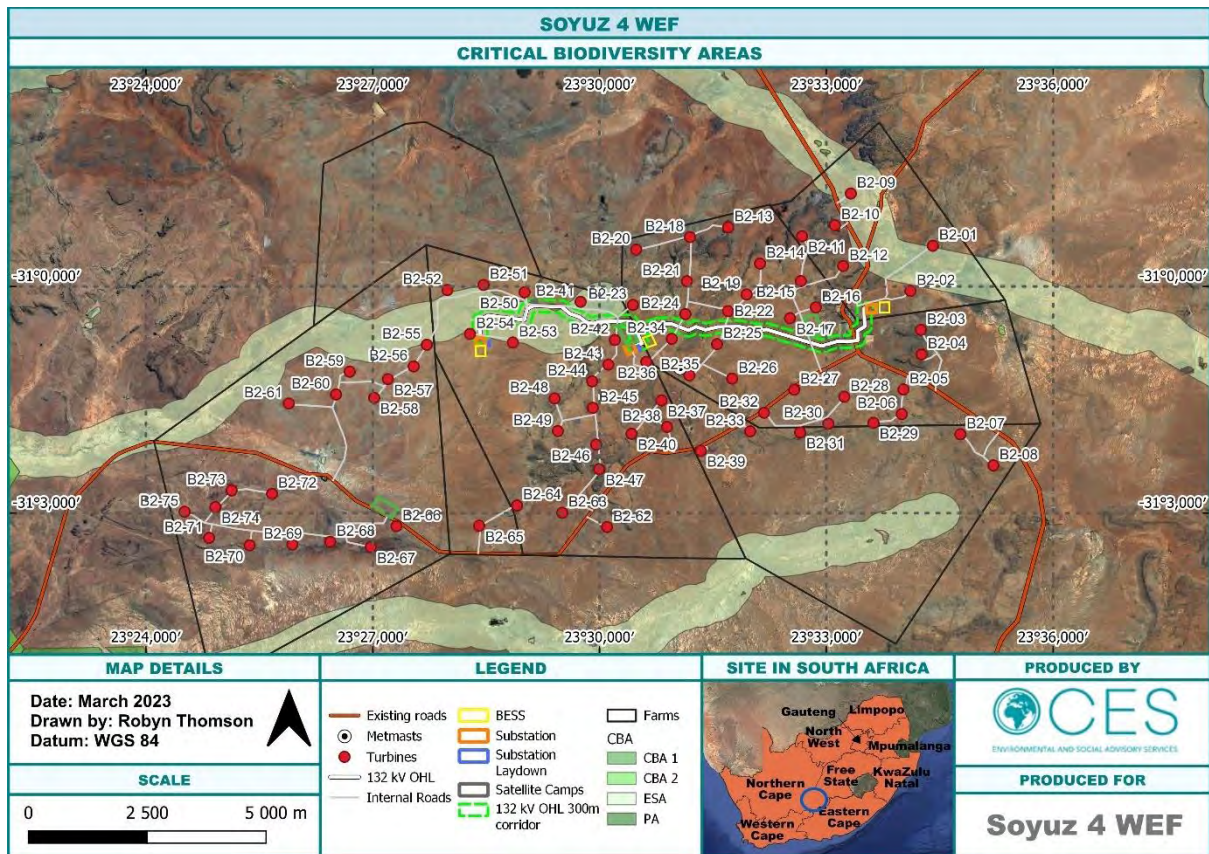 SOYUZ 4 WEF
CRITICAL BIODIVERSITY AREAS
23°24,000′ 23°27,000′ 23°30,000′ 23°33,000′ 23°36,000′
B2-09
B2-18 B2-13 B2-10
B2-20 B2-14 B2-11 B2-01
-31°0,000′ B2-12 -31°0,000′
B2-52 B2-51 B2-21 B2-19 B2-02
B2-50 B2-41 B2-23 B2-24 B2-15 B2-16
B2-22 B2-17 B2-03
B2-54 B2-53 B2-42 B2-34 B2-25 B2-04
B2-55 B2-43
B2-59 B2-56 B2-44 B2-36 B2-35 B2-26 B2-05
B2-61 B2-60 B2-57 B2-48 B2-27 B2-28
B2-58 B2-45 B2-32 B2-06
B2-49 B2-38 B2-37 B2-33 B2-30 B2-07
B2-40 B2-31 B2-29
B2-46 B2-39 B2-08
B2-47
B2-73 B2-72
-31°3,000′ B2-75 B2-64 B2-63 -31°3,000′
B2-74 B2-66 B2-62
B2-71 B2-69 B2-68 B2-65
B2-70 B2-67
23°24,000′ 23°27,000′ 23°30,000′ 23°33,000′ 23°36,000′
MAP DETAILS
Date: March 2023
Drawn by: Robyn Thomson
Datum: WGS 84
SCALE
0 2 500 5 000 m
LEGEND
Existing roads
Metmasts
Turbines
132 kV OHL
Internal Roads
BESS
Substation
Substation
Laydown
Satellite Camps
132 kV OHL 300m
corridor
Farms
CBA
CBA 1
CBA 2
ESA
PA
SITE IN SOUTH AFRICA
Limpopo
Gauteng
North
West
Mpumalanga
Free
State
KwaZulu
Natal
Northern
Cape
Eastern
Cape
Western
Cape
PRODUCED BY
CES
ENVIRONMENTAL AND SOCIAL ADVISORY SERVICES
PRODUCED FOR
Soyuz 4 WEF